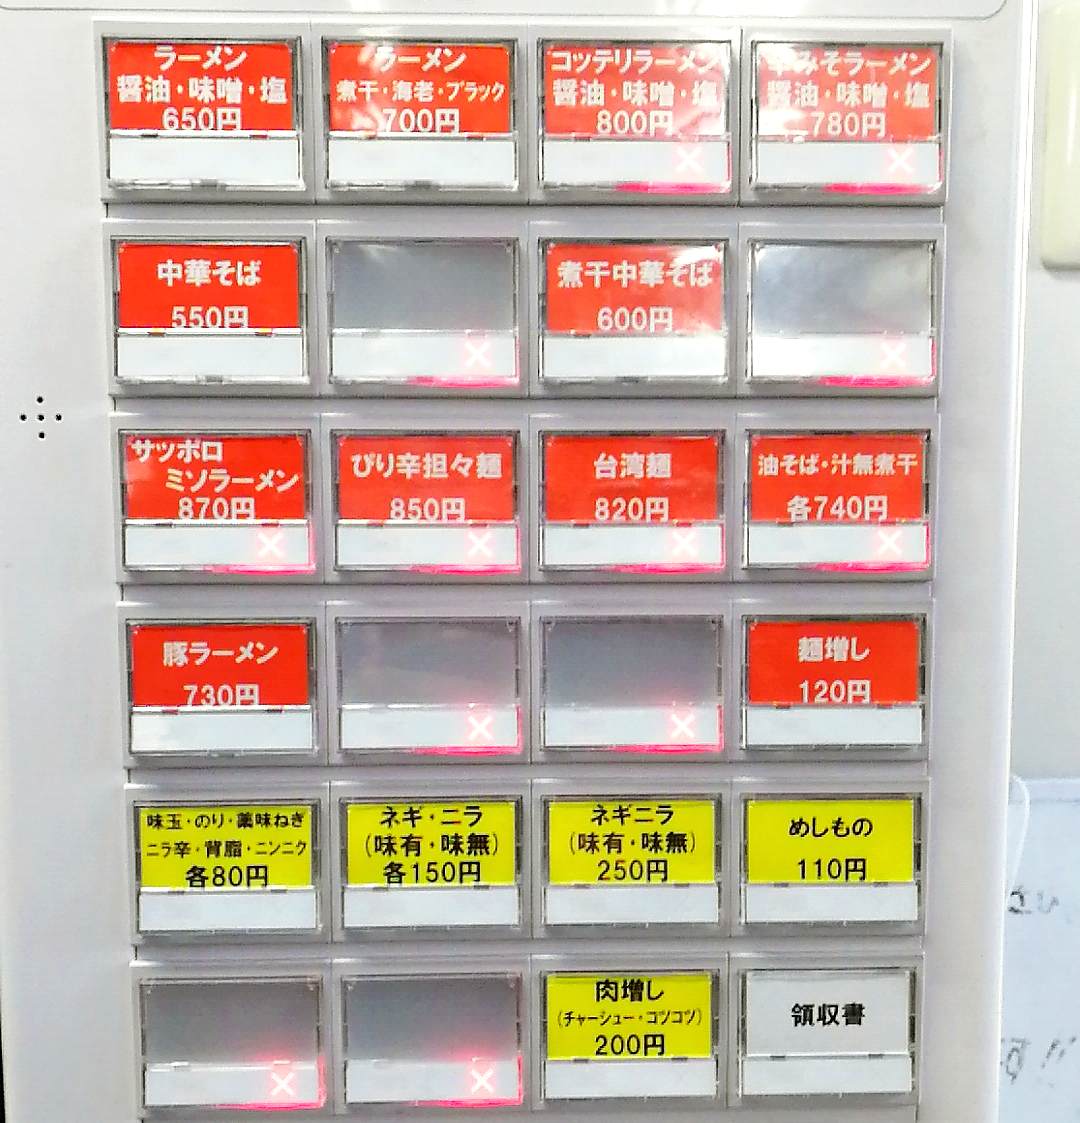 ラーメン
醤油・味噌・塩
650円
ラーメン
煮干・海老・ブラック
700円
コッテリラーメン
醤油・味噌・塩
800円
辛みそラーメン
醤油・味噌・塩
780円
中華そば
550円
煮干中華そば
600円
サッポロ
ミソラーメン
870円
ぴり辛担々麺
850円
台湾麺
820円
油そば・汁無煮干
各740円
豚ラーメン
730円
麺増し
120円
味玉・のり・薬味ねぎ
ニラ辛・背脂・ニンニク
各80円
ネギ・ニラ
(味有・味無)
各150円
ネギニラ
(味有・味無)
250円
めしもの
110円
肉増し
(チャーシュー・コツコツ)
200円
領収書
さい
す!!